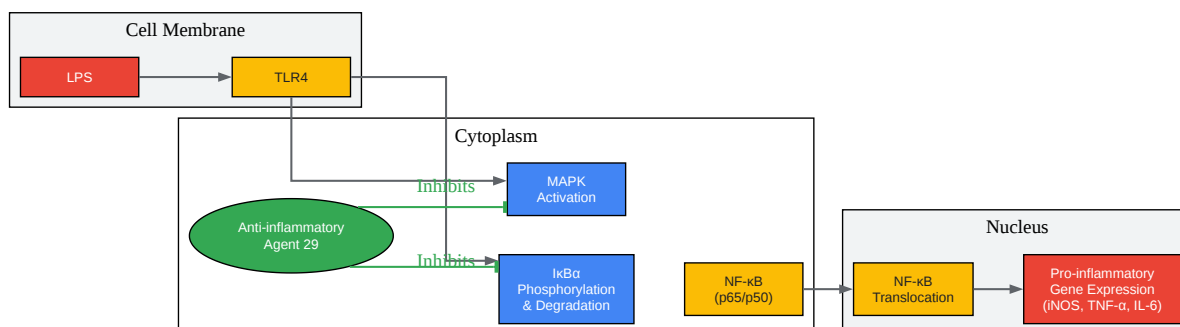 Cell Membrane
LPS
TLR4
Cytoplasm
Inhibits
MAPK
Activation
Anti-inflammatory
Agent 29
Inhibits
IκBα
Phosphorylation
& Degradation
NF-κB
(p65/p50)
Nucleus
NF-κB
Translocation
Pro-inflammatory
Gene Expression
(iNOS, TNF-α, IL-6)